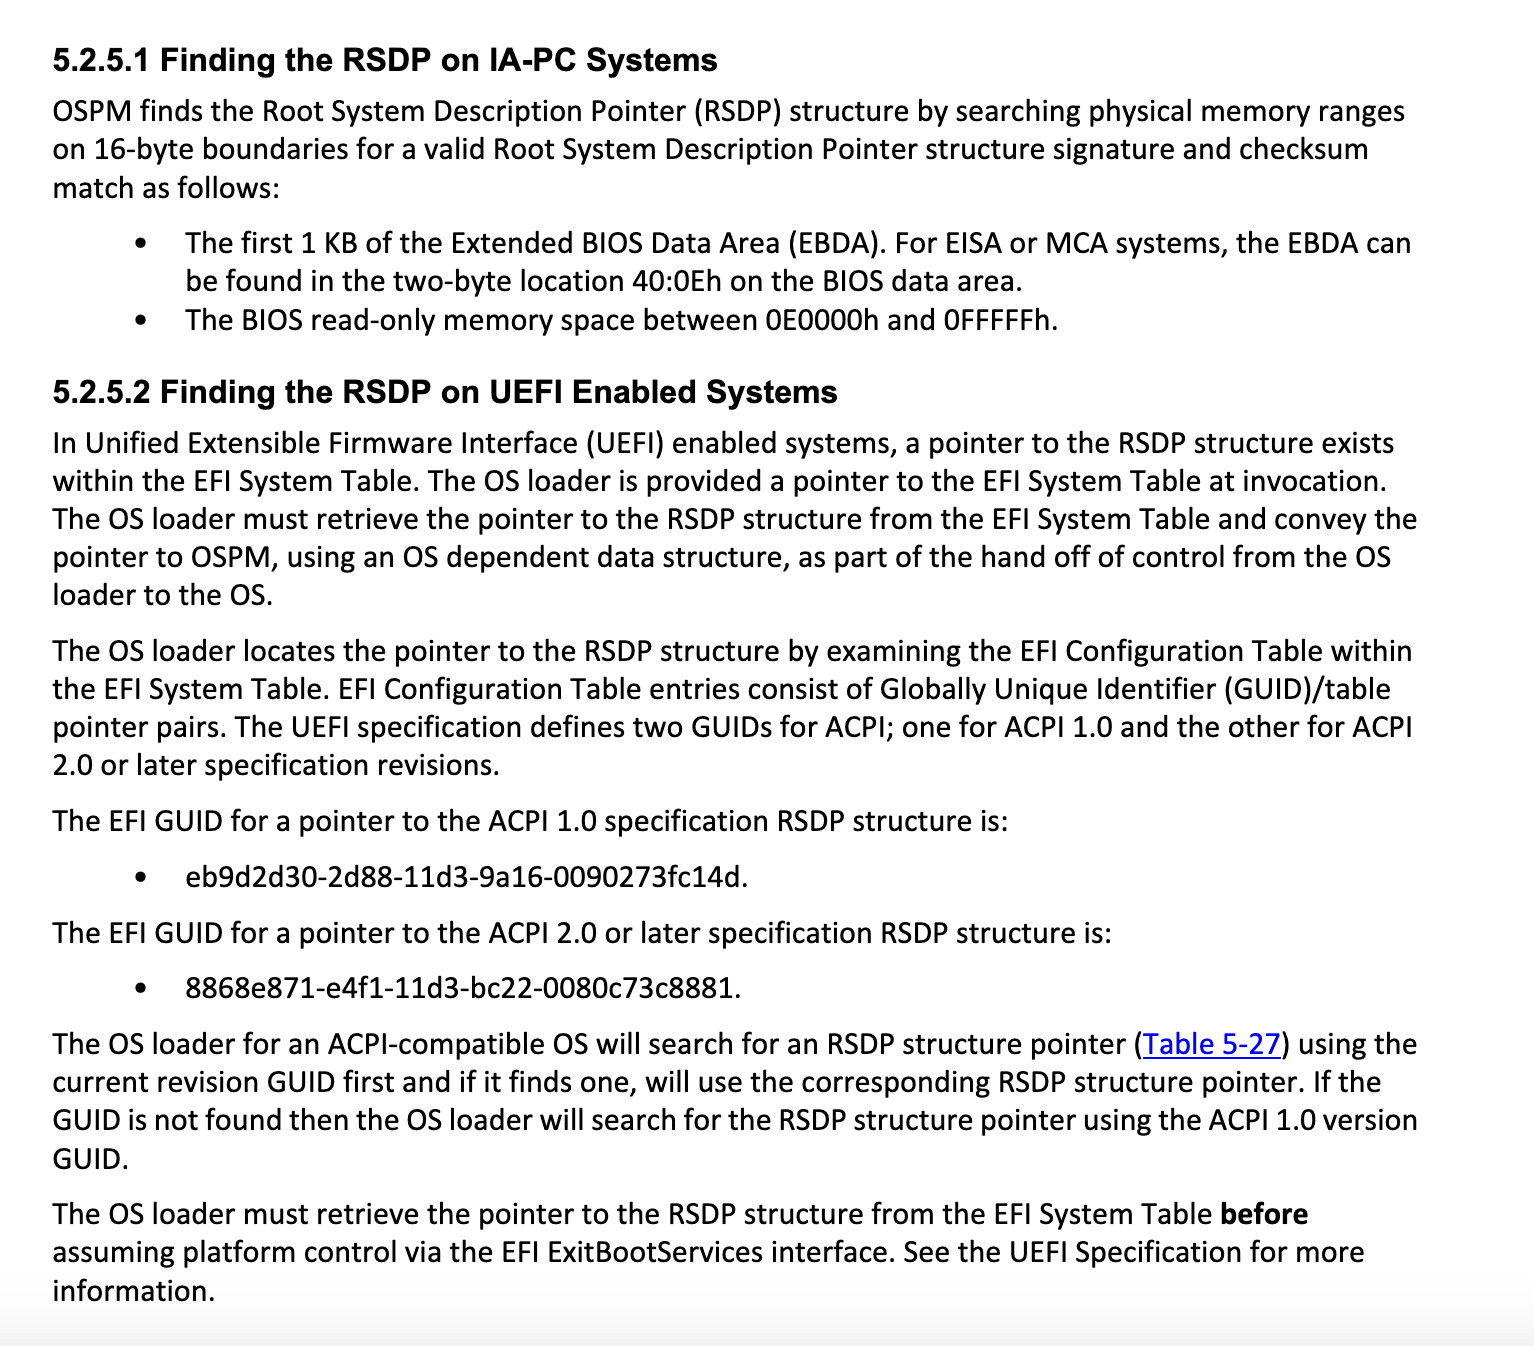 5.2.5.1 Finding the RSDP on IA-PC Systems
OSPM finds the Root System Description Pointer (RSDP) structure by searching physical memory ranges
on 16-byte boundaries for a valid Root System Description Pointer structure signature and checksum
match as follows:
• The first 1 KB of the Extended BIOS Data Area (EBDA). For EISA or MCA systems, the EBDA can
be found in the two-byte location 40:0Eh on the BIOS data area.
• The BIOS read-only memory space between 0E0000h and 0FFFFFh.
5.2.5.2 Finding the RSDP on UEFI Enabled Systems
In Unified Extensible Firmware Interface (UEFI) enabled systems, a pointer to the RSDP structure exists
within the EFI System Table. The OS loader is provided a pointer to the EFI System Table at invocation.
The OS loader must retrieve the pointer to the RSDP structure from the EFI System Table and convey the
pointer to OSPM, using an OS dependent data structure, as part of the hand off of control from the OS
loader to the OS.
The OS loader locates the pointer to the RSDP structure by examining the EFI Configuration Table within
the EFI System Table. EFI Configuration Table entries consist of Globally Unique Identifier (GUID)/table
pointer pairs. The UEFI specification defines two GUIDs for ACPI; one for ACPI 1.0 and the other for ACPI
2.0 or later specification revisions.
The EFI GUID for a pointer to the ACPI 1.0 specification RSDP structure is:
• eb9d2d30-2d88-11d3-9a16-0090273fc14d.
The EFI GUID for a pointer to the ACPI 2.0 or later specification RSDP structure is:
• 8868e871-e4f1-11d3-bc22-0080c73c8881.
The OS loader for an ACPI-compatible OS will search for an RSDP structure pointer (Table 5-27) using the
current revision GUID first and if it finds one, will use the corresponding RSDP structure pointer. If the
GUID is not found then the OS loader will search for the RSDP structure pointer using the ACPI 1.0 version
GUID.
The OS loader must retrieve the pointer to the RSDP structure from the EFI System Table before
assuming platform control via the EFI ExitBootServices interface. See the UEFI Specification for more
information.